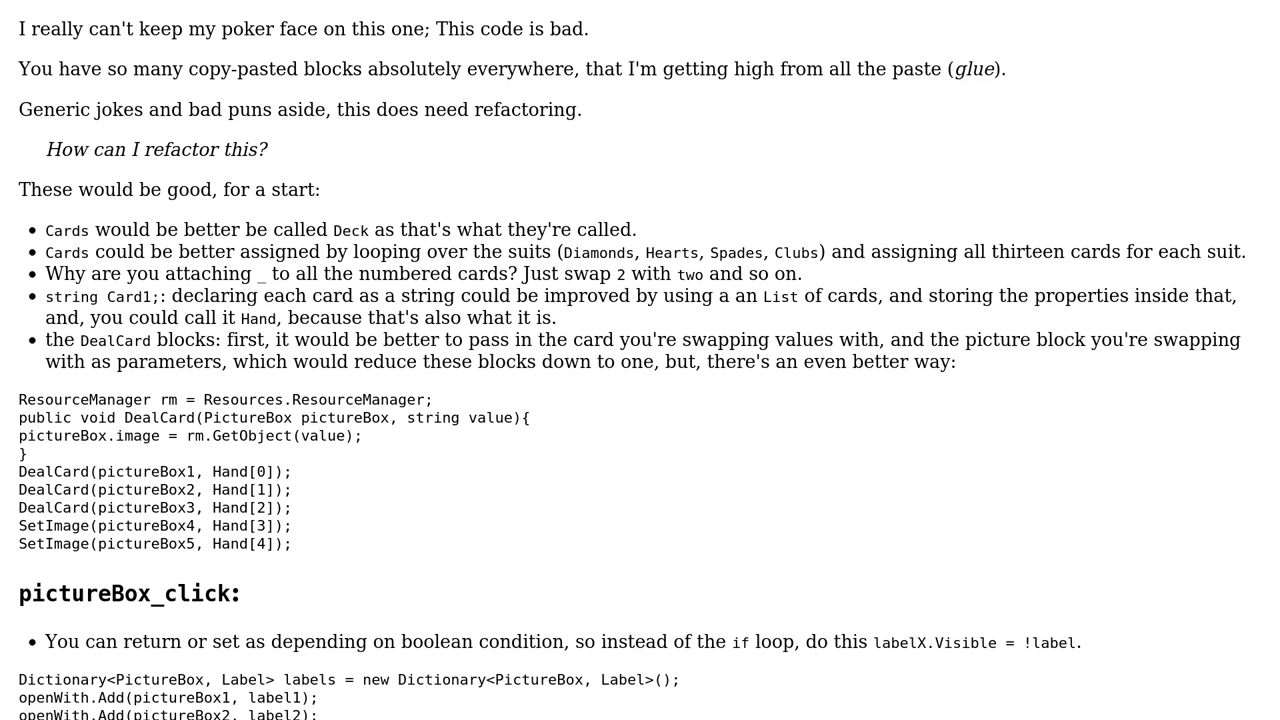 I really can't keep my poker face on this one; This code is bad.
You have so many copy-pasted blocks absolutely everywhere, that I'm getting high from all the paste (glue).
Generic jokes and bad puns aside, this does need refactoring.
How can I refactor this?
These would be good, for a start:
• Cards would be better be called Deck as that's what they're called.
• Cards could be better assigned by looping over the suits (Diamonds, Hearts, Spades, Clubs) and assigning all thirteen cards for each suit.
• Why are you attaching _ to all the numbered cards? Just swap 2 with two and so on.
• string Card1;: declaring each card as a string could be improved by using a an List of cards, and storing the properties inside that,
and, you could call it Hand, because that's also what it is.
• the DealCard blocks: first, it would be better to pass in the card you're swapping values with, and the picture block you're swapping
with as parameters, which would reduce these blocks down to one, but, there's an even better way:
ResourceManager rm = Resources.ResourceManager;
public void DealCard(PictureBox pictureBox, string value){
pictureBox.image = rm.GetObject(value);
}
DealCard(pictureBox1, Hand[0]);
DealCard(pictureBox2, Hand[1]);
DealCard(pictureBox3, Hand[2]);
SetImage(pictureBox4, Hand[3]);
SetImage(pictureBox5, Hand[4]);
pictureBox_click:
• You can return or set as depending on boolean condition, so instead of the if loop, do this labelX.Visible = !label.
Dictionary<PictureBox, Label> labels = new Dictionary<PictureBox, Label>();
openWith.Add(pictureBox1, label1);
openWith.Add(pictureBox2, label2);